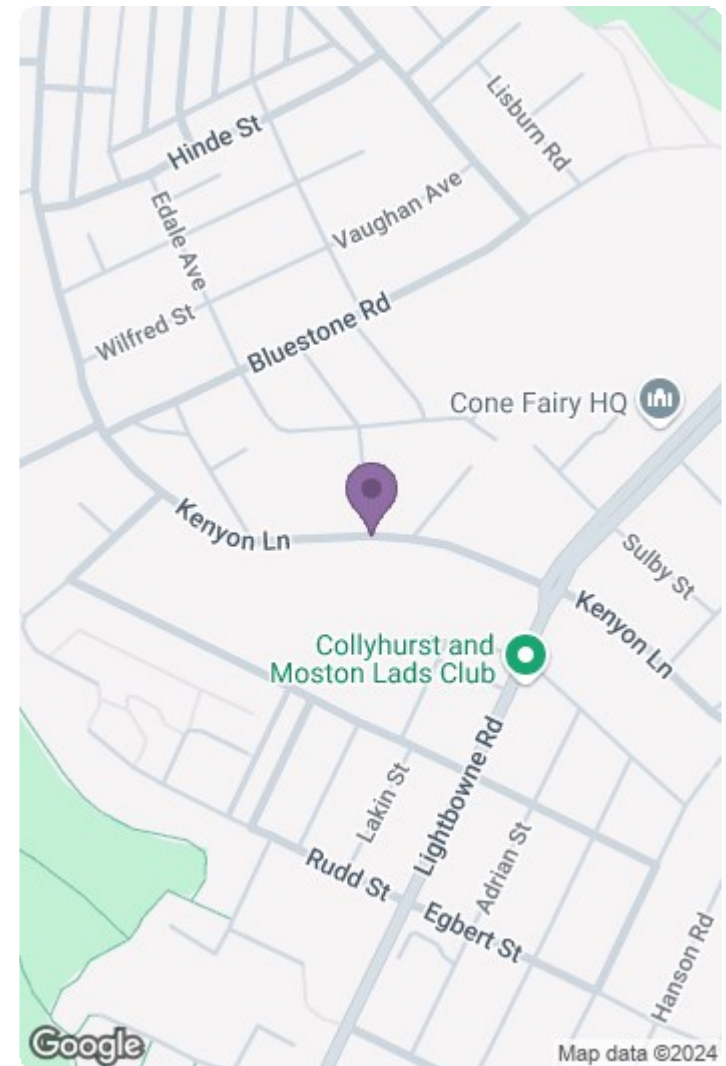 Lisburn Rd
Hinde St
Vaughan Ave
Edale Ave
Wilfred St
Bluestone Rd
Cone Fairy HQ
Kenyon Ln
Sulby St
Kenyon Ln
Collyhurst and
Moston Lads Club
Lightbowne Rd
Lakin St
Adrian St
Rudd St
Egbert St
Hanson Rd
Google
Map data ©2024